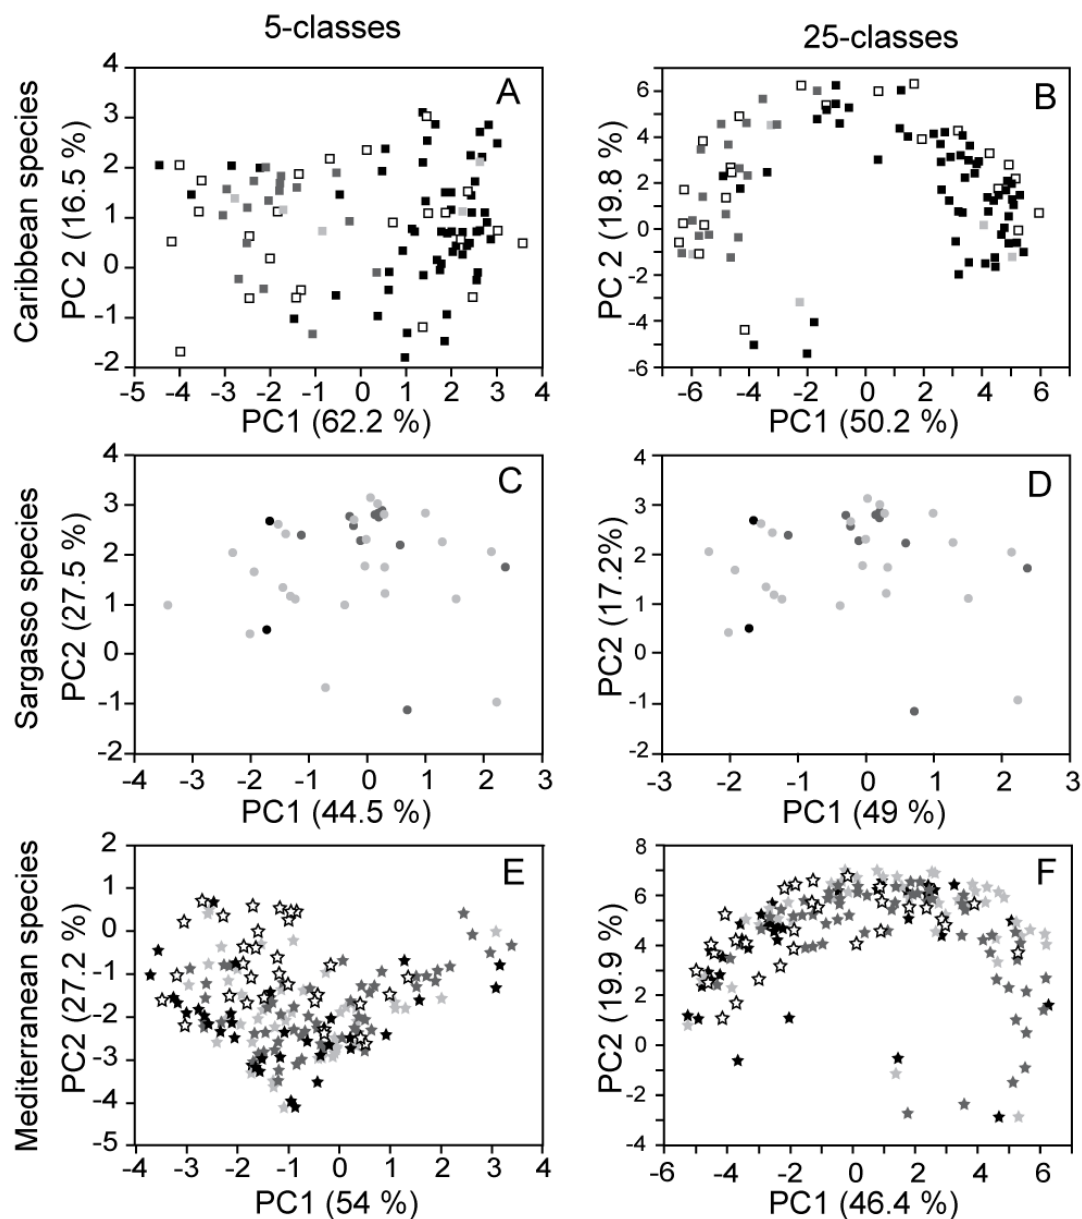 5-classes
25-classes
Caribbean species
A
PC 2 (16.5 %)
4
3
2
1
0
-1
-2
-5 -4 -3 -2 -1 0 1 2 3 4
PC1 (62.2 %)
B
PC 2 (19.8 %)
6
4
2
0
-2
-4
-6
-6 -4 -2 0 2 4 6
PC1 (50.2 %)
Sargasso species
C
PC2 (27.5 %)
4
3
2
1
0
-1
-2
-4 -3 -2 -1 0 1 2 3
PC1 (44.5 %)
D
PC2 (17.2%)
4
3
2
1
0
-1
-2
-3 -2 -1 0 1 2 3
PC1 (49 %)
Mediterranean species
E
PC2 (27.2 %)
2
1
0
-1
-2
-3
-4
-5
-4 -3 -2 -1 0 1 2 3 4
PC1 (54 %)
F
PC2 (19.9 %)
8
6
4
2
0
-2
-4
-6 -4 -2 0 2 4 6
PC1 (46.4 %)